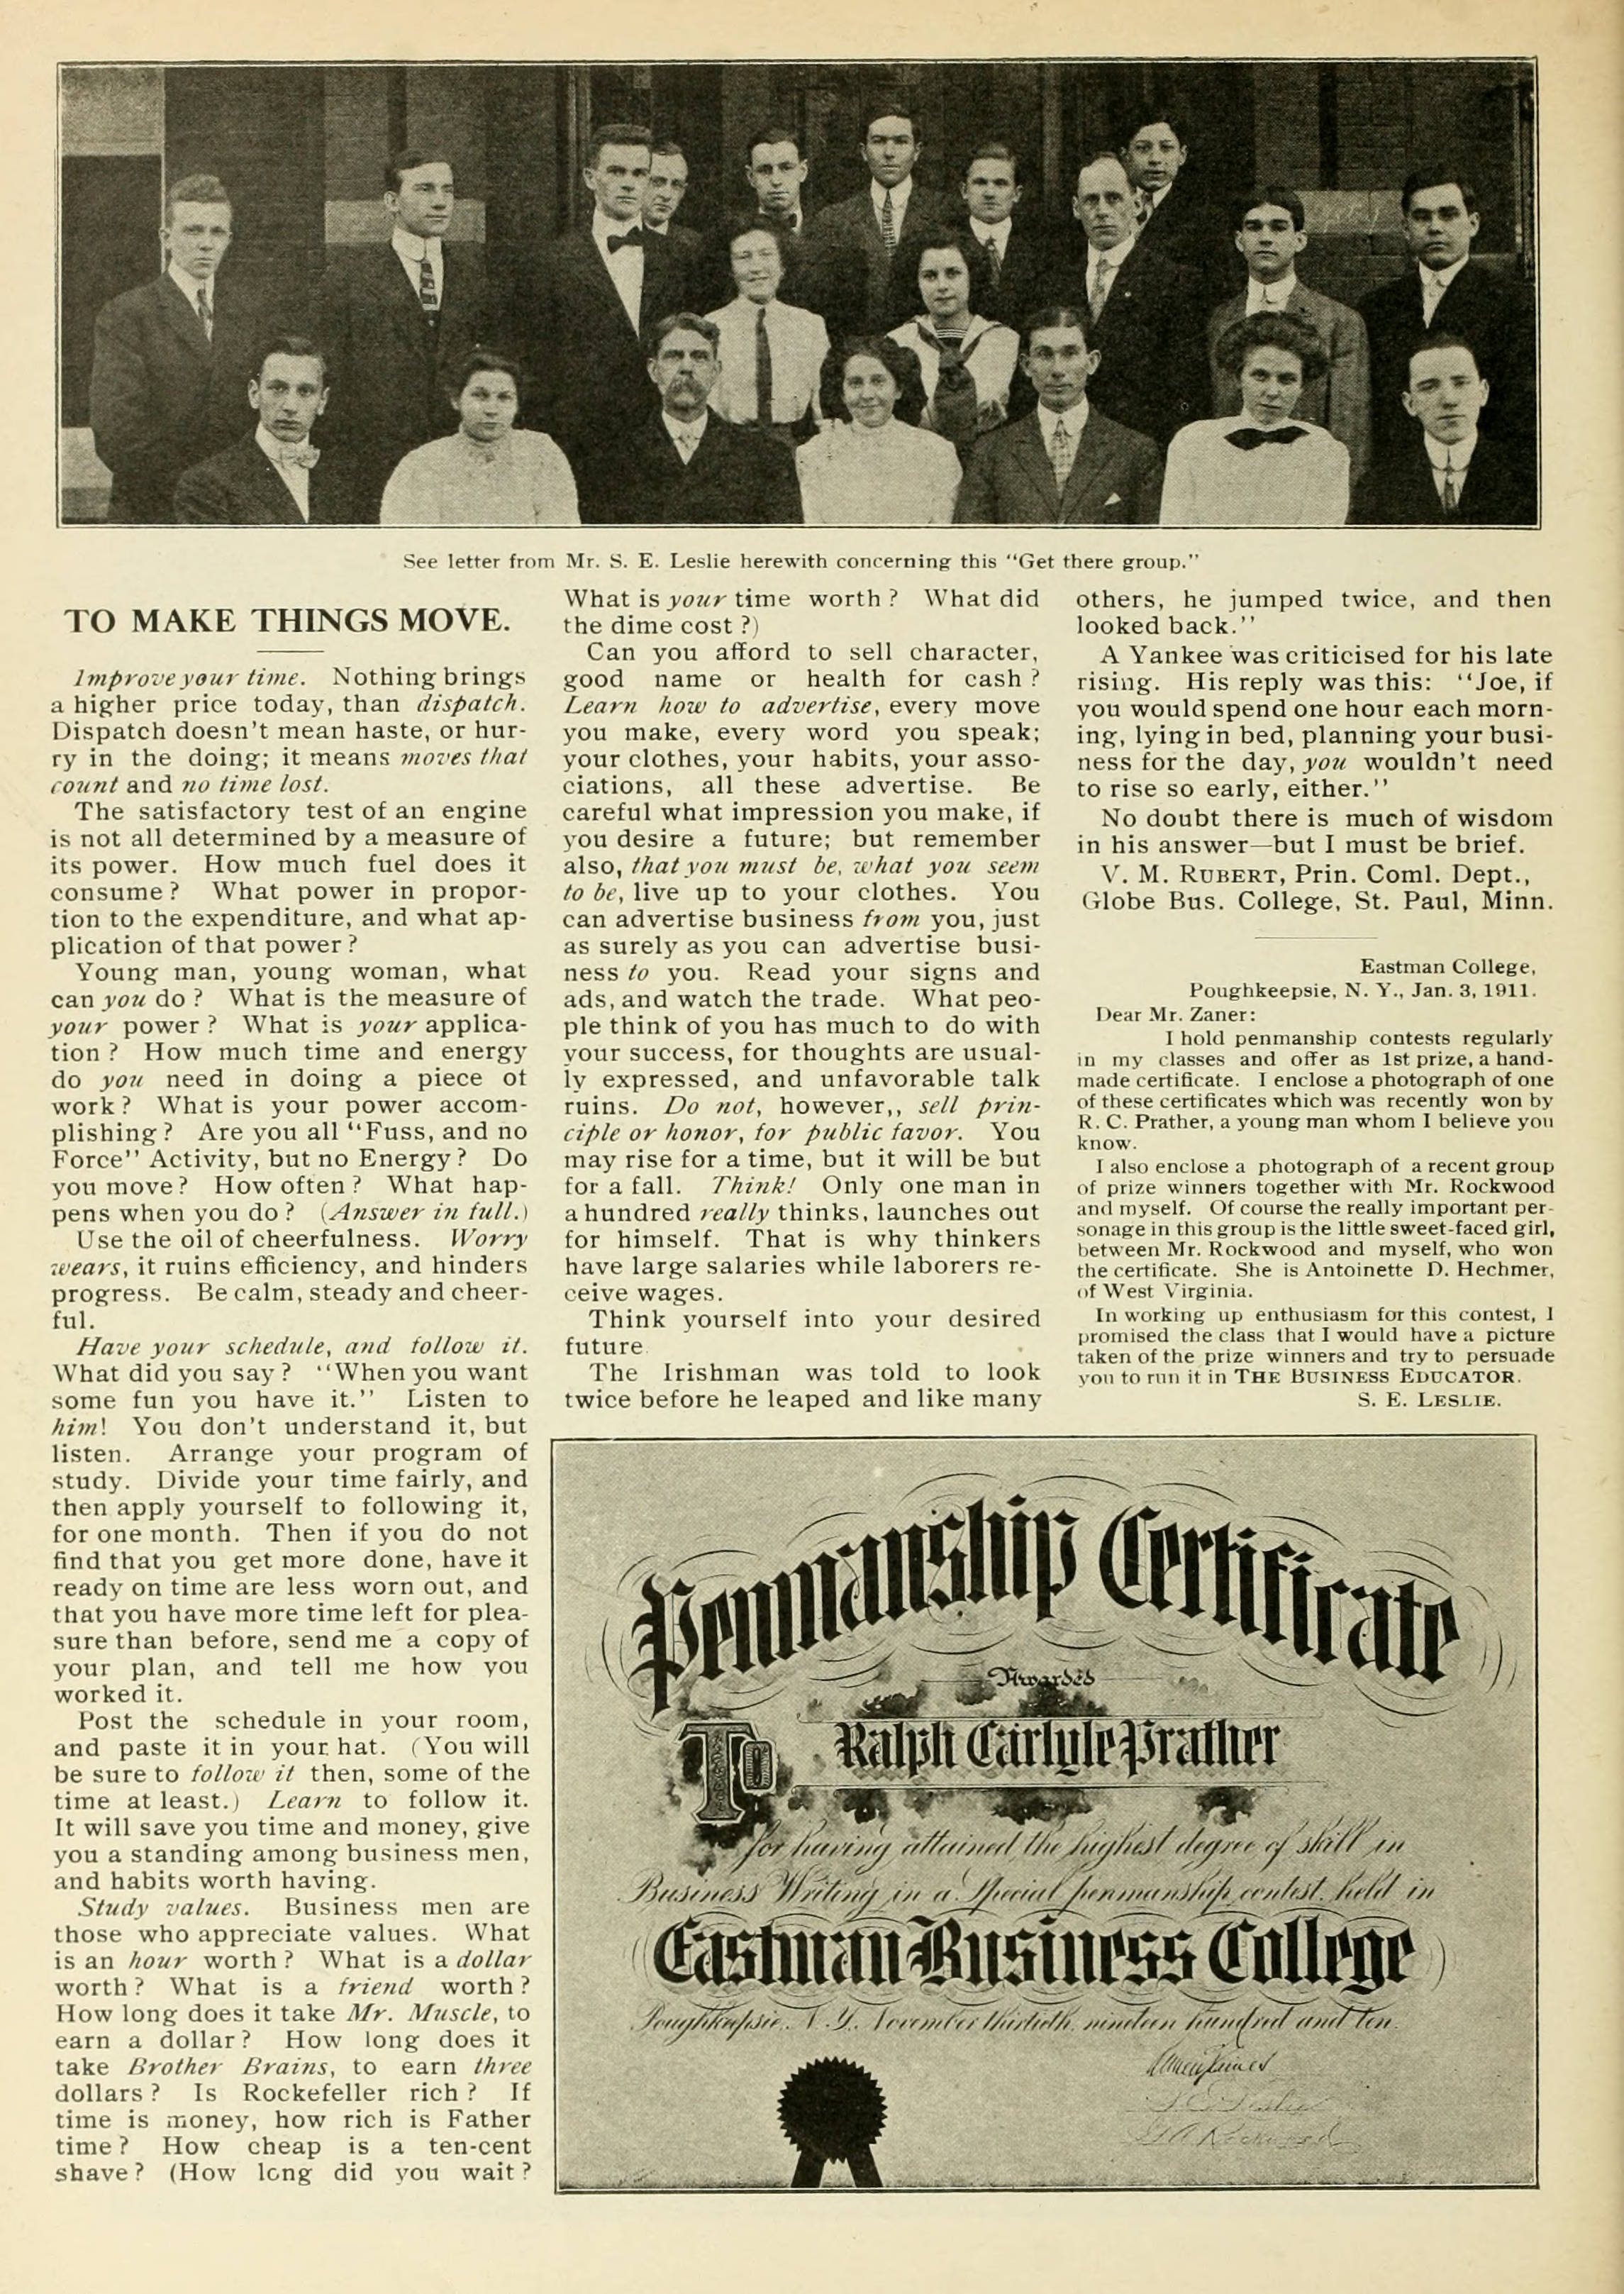 See letter from Mr. S. E. Leslie herewith concerning this "Get there group."
TO MAKE THINGS MOVE.
Improve your time. Nothing brings
a higher price today, than dispatch.
Dispatch doesn't mean haste, or hur-
ry in the doing; it means moves that
count and no time lost.
The satisfactory test of an engine
is not all determined by a measure of
its power. How much fuel does it
consume? What power in propor-
tion to the expenditure, and what ap-
plication of that power?
Young man, young woman, what
can you do? What is the measure of
your power? What is your applica-
tion? How much time and energy
do you need in doing a piece ot
work? What is your power accom-
plishing? Are you all "Fuss, and no
Force" Activity, but no Energy? Do
you move? How often? What hap-
pens when you do? (Answer in full.)
Use the oil of cheerfulness. Worry
wears, it ruins efficiency, and hinders
progress. Be calm, steady and cheer-
ful.
Have your schedule, and follow it.
What did you say? "When you want
some fun you have it." Listen to
him! You don't understand it, but
listen. Arrange your program of
study. Divide your time fairly, and
then apply yourself to following it,
for one month. Then if you do not
find that you get more done, have it
ready on time are less worn out, and
that you have more time left for plea-
sure than before, send me a copy of
your plan, and tell me how you
worked it.
Post the schedule in your room,
and paste it in your hat. (You will
be sure to follow it then, some of the
time at least.) Learn to follow it.
It will save you time and money, give
you a standing among business men,
and habits worth having.
Study values. Business men are
those who appreciate values. What
is an hour worth? What is a dollar
worth? What is a friend worth?
How long does it take Mr. Muscle, to
earn a dollar? How long does it
take Brother Brains, to earn three
dollars? Is Rockefeller rich? If
time is money, how rich is Father
time? How cheap is a ten-cent
shave? (How long did you wait?
What is your time worth? What did
the dime cost?)
Can you afford to sell character,
good name or health for cash?
Learn how to advertise, every move
you make, every word you speak;
your clothes, your habits, your asso-
ciations, all these advertise. Be
careful what impression you make, if
you desire a future; but remember
also, that you must be, what you seem
to be, live up to your clothes. You
can advertise business from you, just
as surely as you can advertise busi-
ness to you. Read your signs and
ads, and watch the trade. What peo-
ple think of you has much to do with
your success, for thoughts are usual-
ly expressed, and unfavorable talk
ruins. Do not, however,, sell prin-
ciple or honor, for public favor. You
may rise for a time, but it will be but
for a fall. Think! Only one man in
a hundred really thinks, launches out
for himself. That is why thinkers
have large salaries while laborers re-
ceive wages.
Think yourself into your desired
future
The Irishman was told to look
twice before he leaped and like many
others, he jumped twice, and then
looked back."
A Yankee was criticised for his late
rising. His reply was this: "Joe, if
you would spend one hour each morn-
ing, lying in bed, planning your busi-
ness for the day, you wouldn't need
to rise so early, either."
No doubt there is much of wisdom
in his answer—but I must be brief.
V. M. RUBERT, Prin. Coml. Dept.,
Globe Bus. College, St. Paul, Minn.
Eastman College,
Poughkeepsie, N. Y., Jan. 3, 1911.
Dear Mr. Zaner:
I hold penmanship contests regularly
in my classes and offer as 1st prize, a hand-
made certificate. I enclose a photograph of one
of these certificates which was recently won by
R. C. Prather, a young man whom I believe you
know.
I also enclose a photograph of a recent group
of prize winners together with Mr. Rockwood
and myself. Of course the really important per-
sonage in this group is the little sweet-faced girl,
between Mr. Rockwood and myself, who won
the certificate. She is Antoinette D. Hechmer,
of West Virginia.
In working up enthusiasm for this contest, I
promised the class that I would have a picture
taken of the prize winners and try to persuade
you to run it in THE BUSINESS EDUCATOR.
S. E. LESLIE.
Penmanship Certificate
Awarded
To Ralph Carlyle Prather
for having attained the highest degree of skill in
Business Writing in a Special penmanship contest held in
Eastman Business College
Poughkeepsie, N. Y. November thirtieth, nineteen hundred and ten.
S. E. Leslie
Rockwood